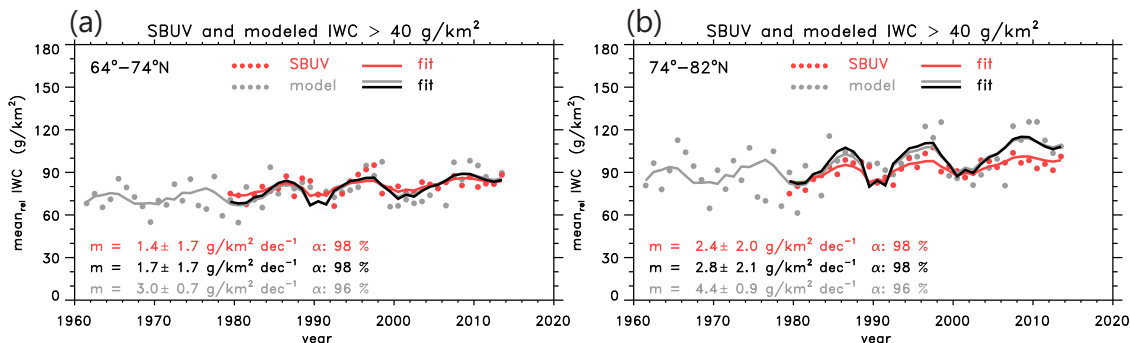 (a)
SBUV and modeled IWC > 40 g/km²
180
150
120
90
60
30
0
mean_rel IWC (g/km²)
64°–74°N
SBUV
fit
model
fit
m = 1.4± 1.7 g/km² dec⁻¹ α: 98 %
m = 1.7± 1.7 g/km² dec⁻¹ α: 98 %
m = 3.0± 0.7 g/km² dec⁻¹ α: 96 %
1960 1970 1980 1990 2000 2010 2020
year
(b)
SBUV and modeled IWC > 40 g/km²
180
150
120
90
60
30
0
mean_rel IWC (g/km²)
74°–82°N
SBUV
fit
model
fit
m = 2.4± 2.0 g/km² dec⁻¹ α: 98 %
m = 2.8± 2.1 g/km² dec⁻¹ α: 98 %
m = 4.4± 0.9 g/km² dec⁻¹ α: 96 %
1960 1970 1980 1990 2000 2010 2020
year